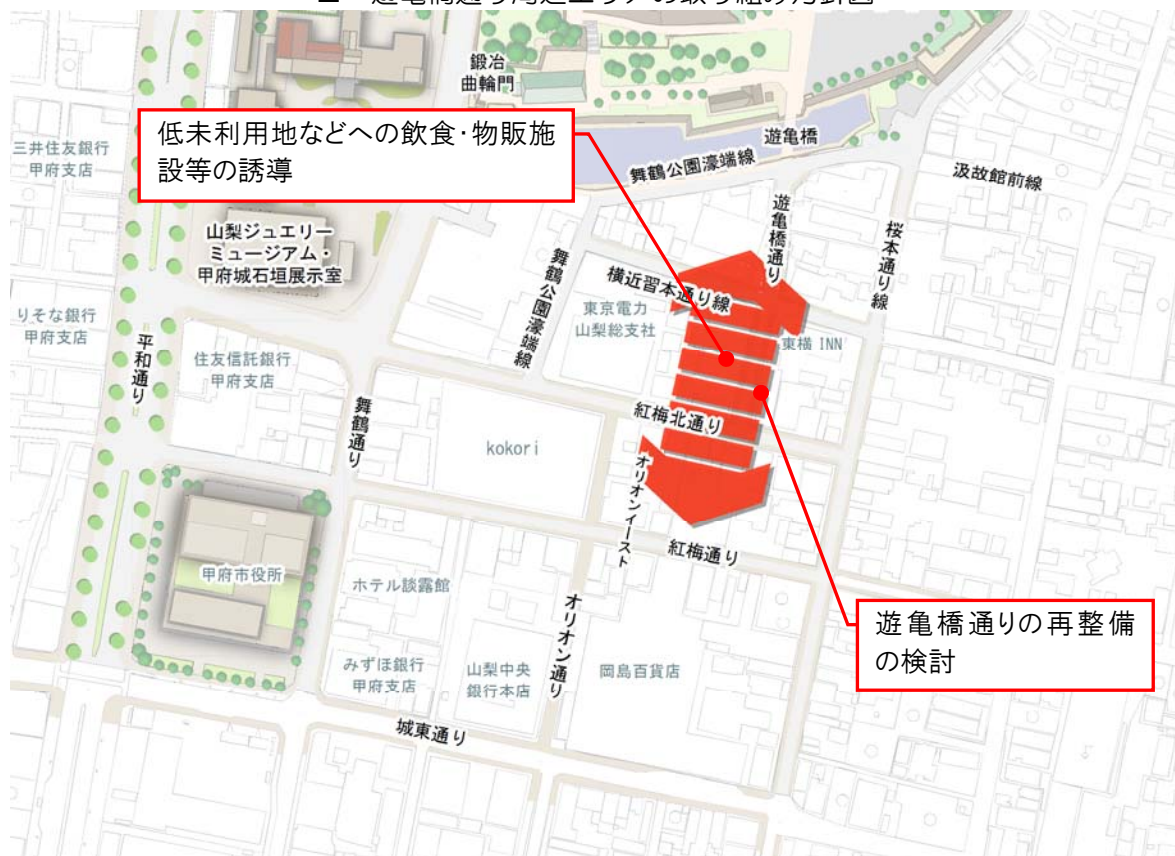 遊亀橋通り周辺エリアの取り組み方針図
鍛冶
曲輪門
低未利用地などへの飲食・物販施
設等の誘導
三井住友銀行
甲府支店
遊亀橋
舞鶴公園濠端線
汲故館前線
遊亀橋通り
桜本通り線
山梨ジュエリー
ミュージアム・
甲府城石垣展示室
舞鶴公園濠端線
横近習本通り線
東京電力
山梨総支社
りそな銀行
甲府支店
平和通り
住友信託銀行
甲府支店
東横 INN
舞鶴通り
紅梅北通り
kokori
オリオンイースト
紅梅通り
甲府市役所
ホテル談露館
オリオン通り
遊亀橋通りの再整備
の検討
みずほ銀行
甲府支店
山梨中央
銀行本店
岡島百貨店
城東通り